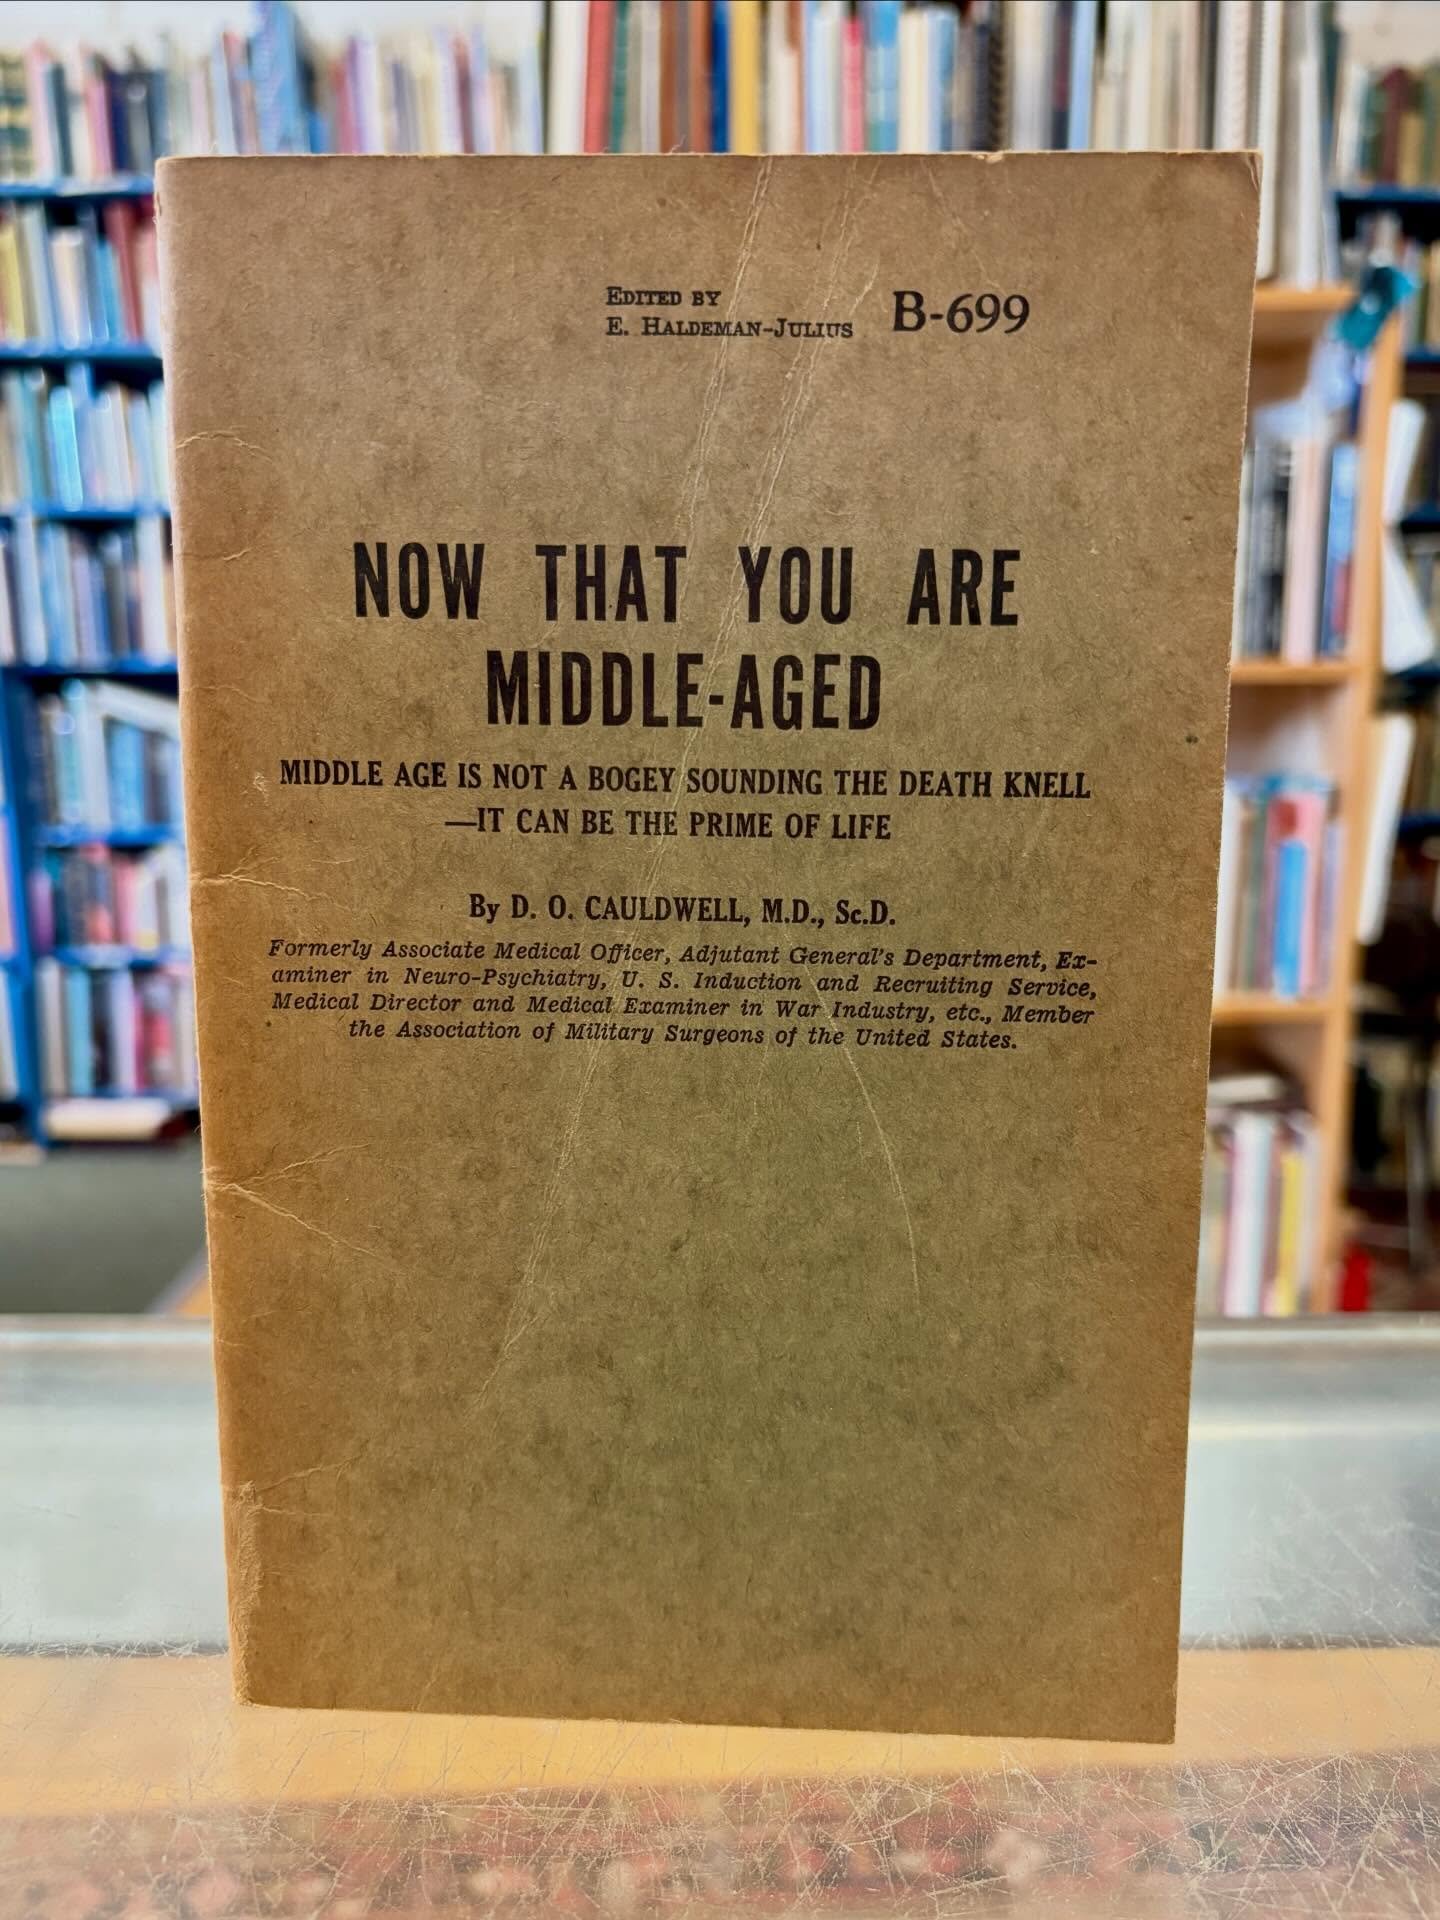 EDITED BY
E. HALDEMAN-JULIUS B-699
NOW THAT YOU ARE
MIDDLE-AGED
MIDDLE AGE IS NOT A BOGEY SOUNDING THE DEATH KNELL
—IT CAN BE THE PRIME OF LIFE
By D. O. CAULDWELL, M.D., Sc.D.
Formerly Associate Medical Officer, Adjutant General's Department, Ex-
aminer in Neuro-Psychiatry, U. S. Induction and Recruiting Service,
Medical Director and Medical Examiner in War Industry, etc., Member
the Association of Military Surgeons of the United States.